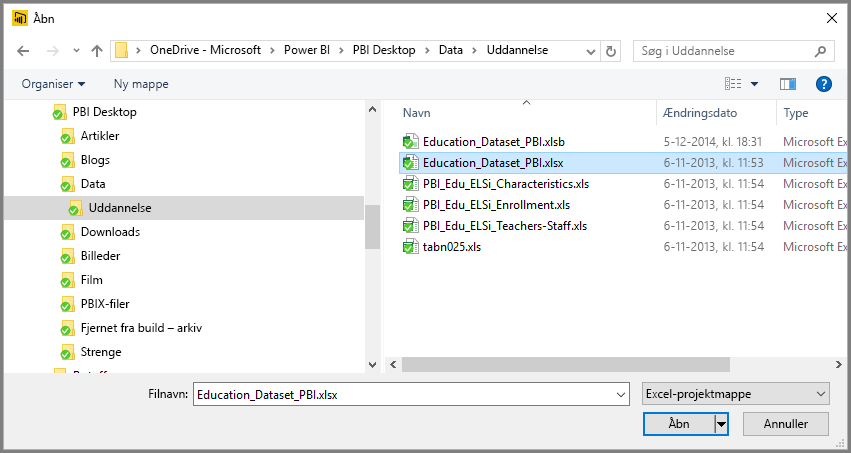 Åbn
OneDrive - Microsoft > Power BI > PBI Desktop > Data > Uddannelse
Søg i Uddannelse
Organiser
Ny mappe
PBI Desktop
Artikler
Blogs
Data
Uddannelse
Downloads
Billeder
Film
PBIX-filer
Fjernet fra build – arkiv
Strenge
Navn Ændringsdato Type
Education_Dataset_PBI.xlsb 5-12-2014, kl. 18:31 Microsoft Ex
Education_Dataset_PBI.xlsx 6-11-2013, kl. 11:53 Microsoft Ex
PBI_Edu_ELSi_Characteristics.xls 6-11-2013, kl. 11:54 Microsoft Ex
PBI_Edu_ELSi_Enrollment.xls 6-11-2013, kl. 11:54 Microsoft Ex
PBI_Edu_ELSi_Teachers-Staff.xls 6-11-2013, kl. 11:54 Microsoft Ex
tabn025.xls 6-11-2013, kl. 11:54 Microsoft Ex
Filnavn: Education_Dataset_PBI.xlsx Excel-projektmappe
Åbn Annuller